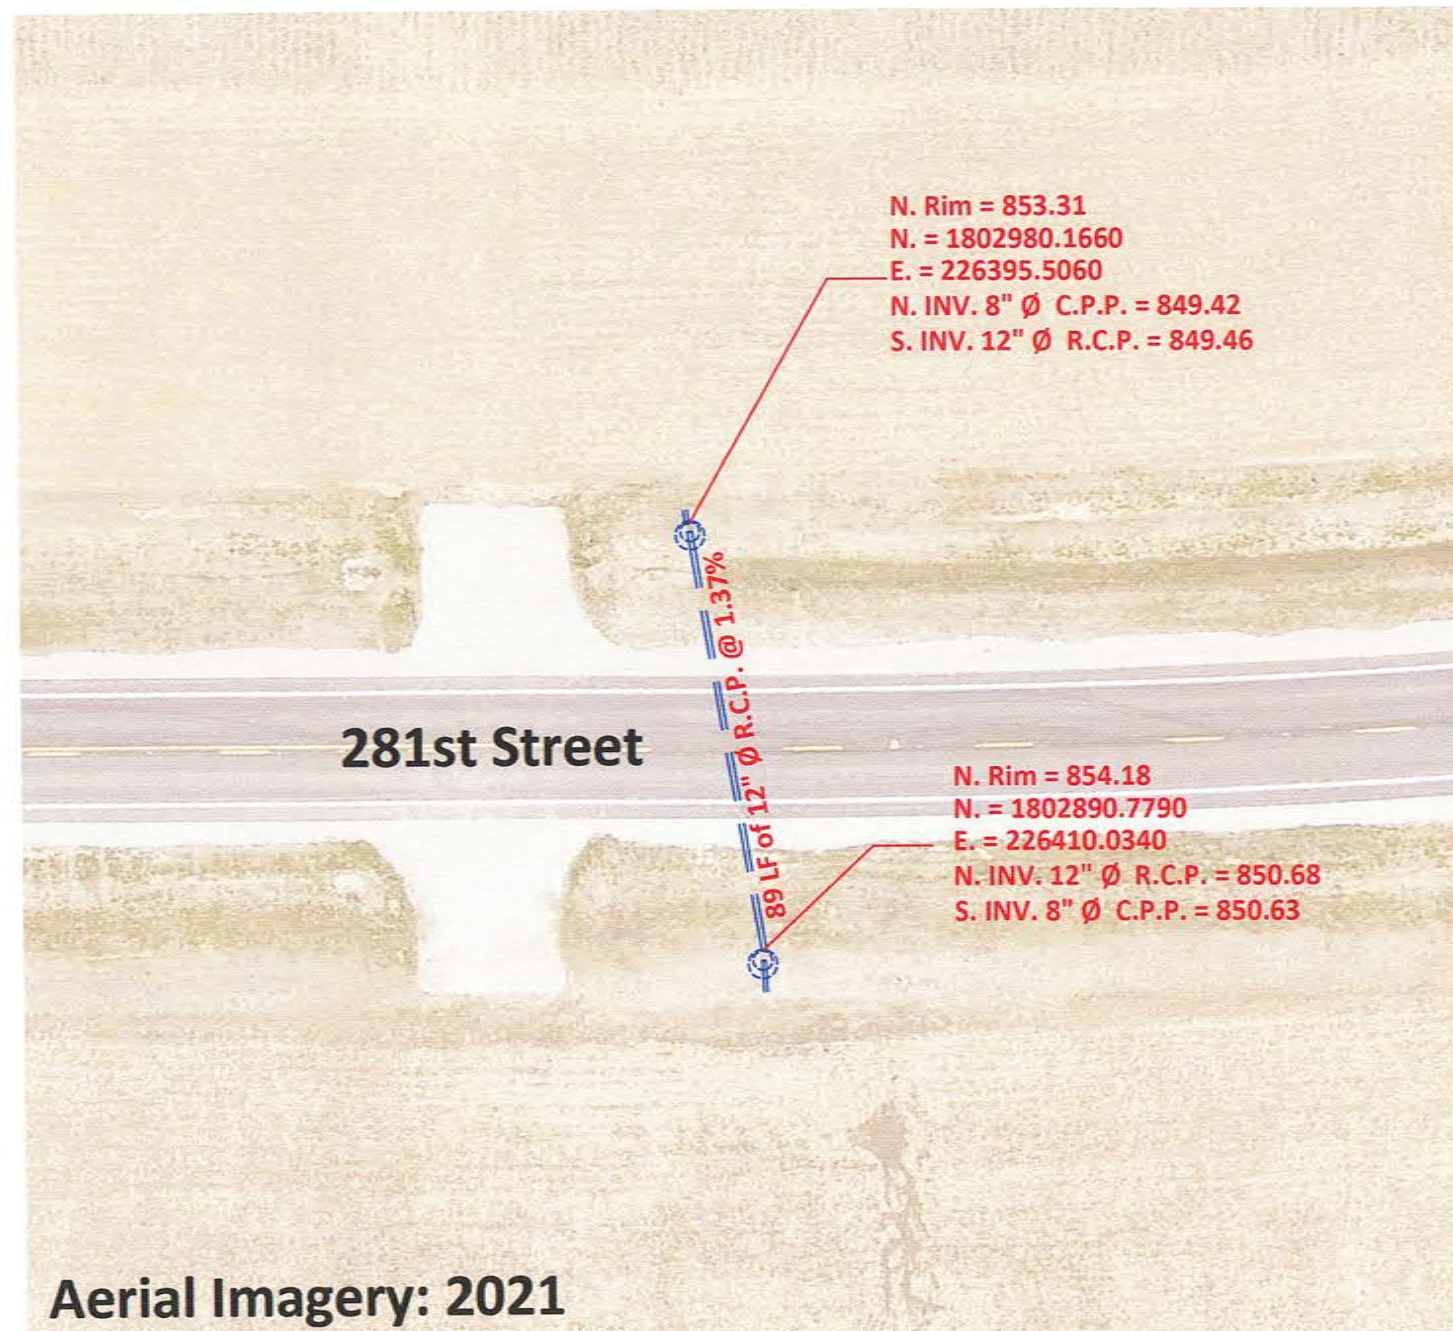 N. Rim = 853.31
N. = 1802980.1660
E. = 226395.5060
N. INV. 8" Ø C.P.P. = 849.42
S. INV. 12" Ø R.C.P. = 849.46
89 LF of 12" Ø R.C.P. @ 1.37%
281st Street
N. Rim = 854.18
N. = 1802890.7790
E. = 226410.0340
N. INV. 12" Ø R.C.P. = 850.68
S. INV. 8" Ø C.P.P. = 850.63
Aerial Imagery: 2021